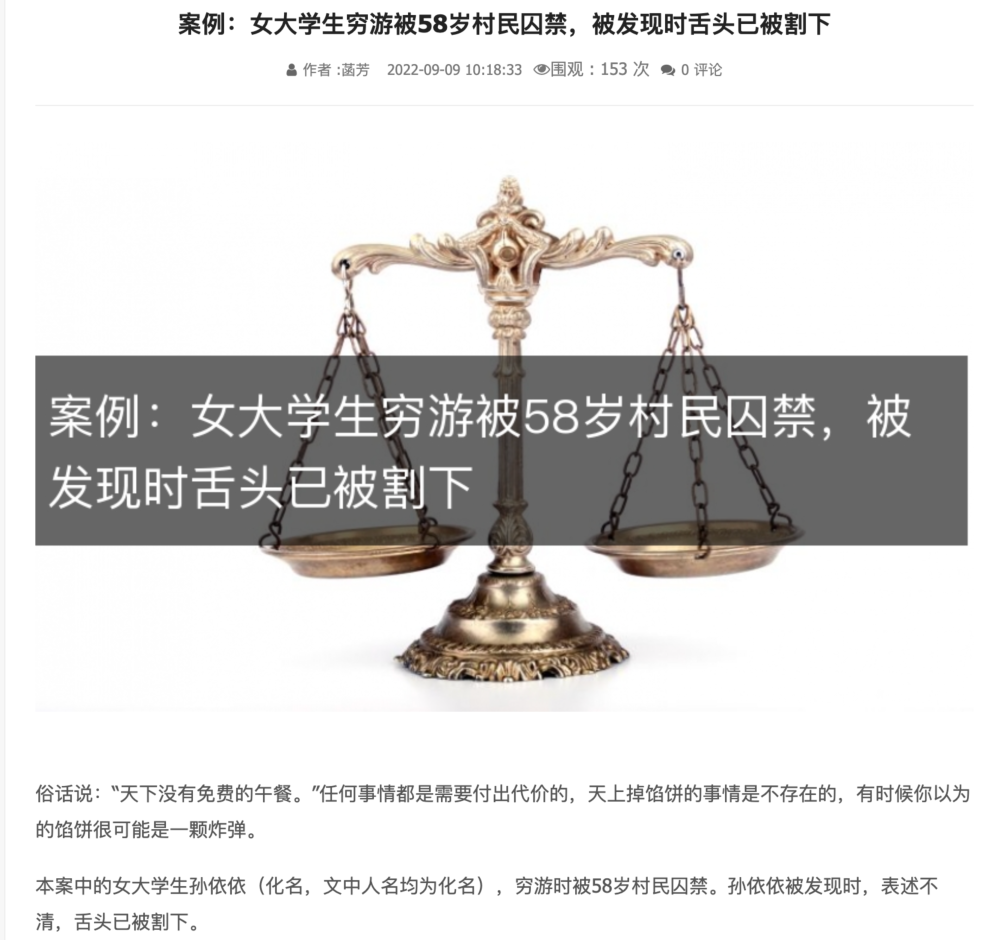 案例：女大学生穷游被58岁村民囚禁，被发现时舌头已被割下
作者 :菡芳 2022-09-09 10:18:33 围观：153 次 0 评论
案例：女大学生穷游被58岁村民囚禁，被
发现时舌头已被割下
俗话说：“天下没有免费的午餐。”任何事情都是需要付出代价的，天上掉馅饼的事情是不存在的，有时候你以为
的馅饼很可能是一颗炸弹。
本案中的女大学生孙依依（化名，文中人名均为化名），穷游时被58岁村民囚禁。孙依依被发现时，表述不
清，舌头已被割下。